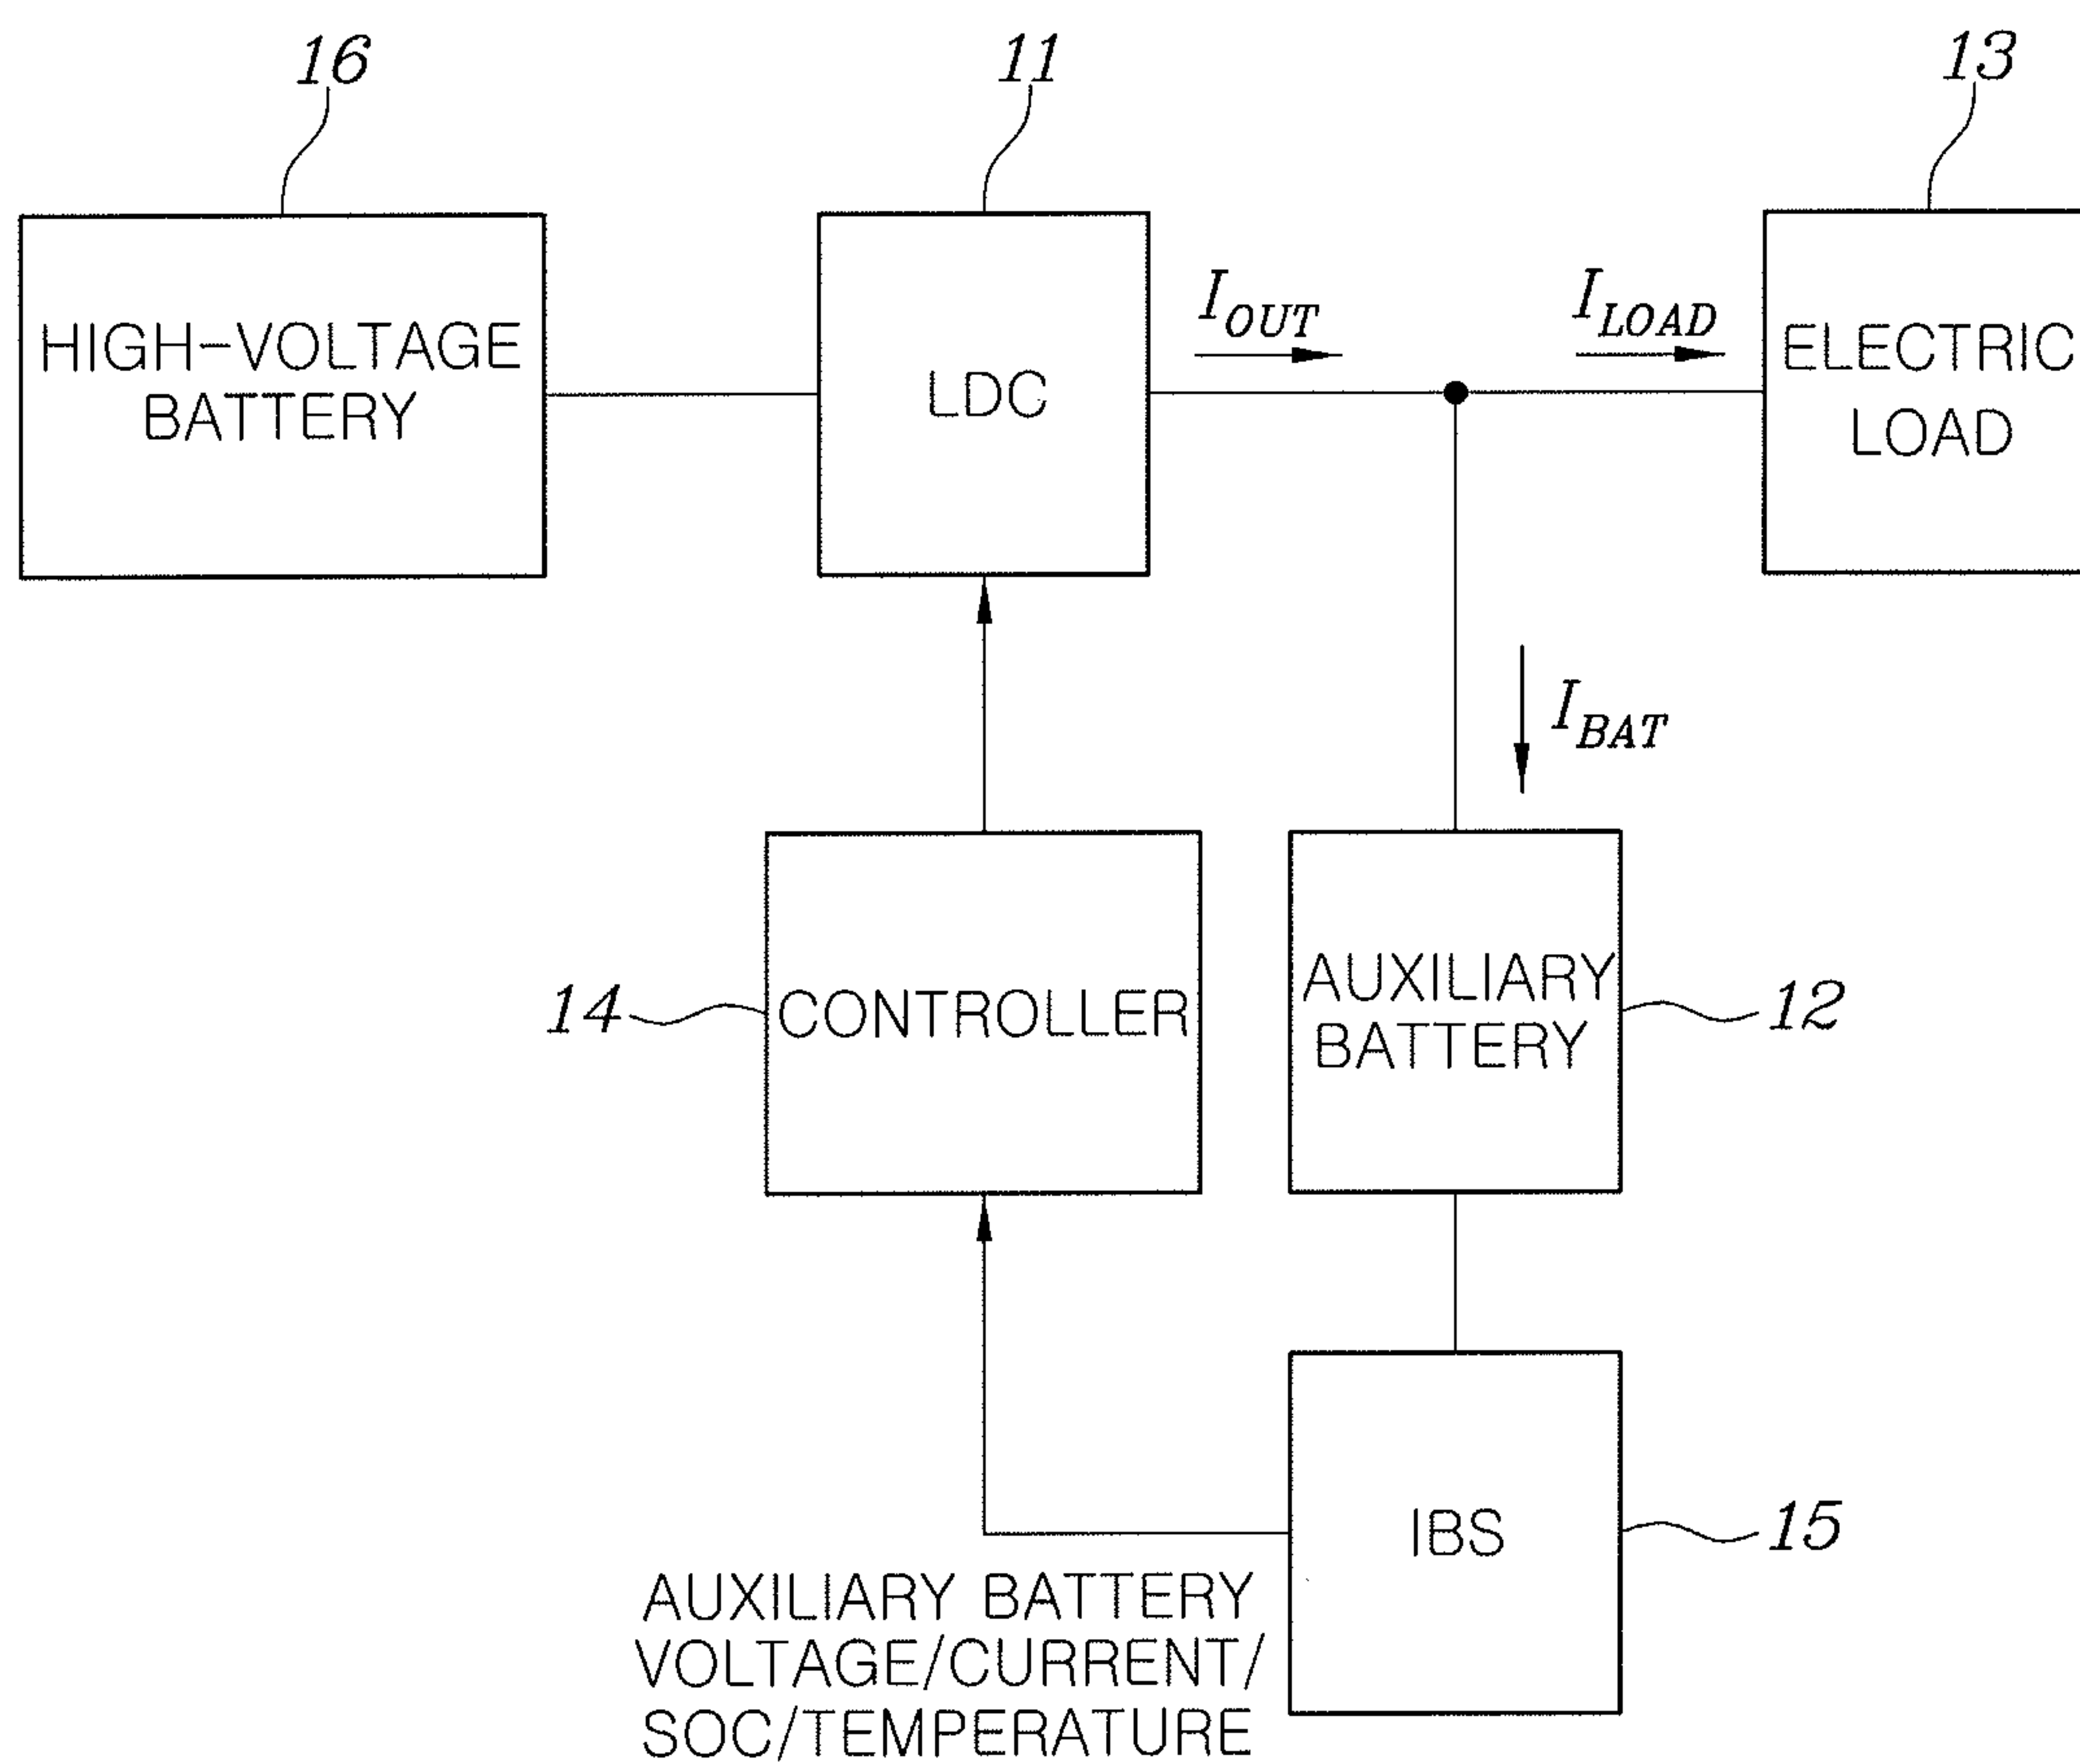 16
11
13
HIGH-VOLTAGE
BATTERY
LDC
I_OUT
I_LOAD
ELECTRIC
LOAD
I_BAT
14
CONTROLLER
AUXILIARY
BATTERY
12
IBS
15
AUXILIARY BATTERY
VOLTAGE/CURRENT/
SOC/TEMPERATURE